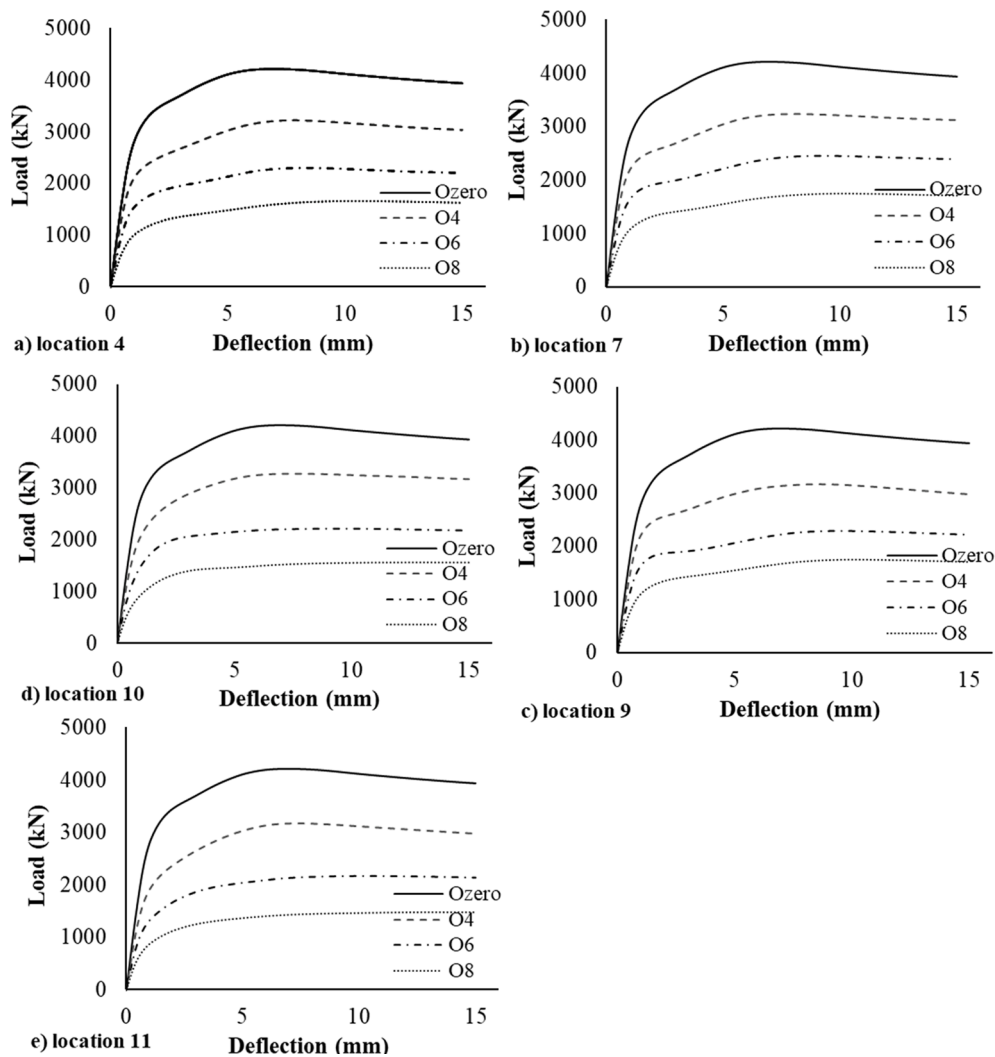 5000
4000
3000
2000
1000
0
Load (kN)
Ozero
O4
O6
O8
0 5 10 15
a) location 4 Deflection (mm)
5000
4000
3000
2000
1000
0
Load (kN)
Ozero
O4
O6
O8
0 5 10 15
b) location 7 Deflection (mm)
5000
4000
3000
2000
1000
0
Load (kN)
Ozero
O4
O6
O8
0 5 10 15
d) location 10 Deflection (mm)
5000
4000
3000
2000
1000
0
Load (kN)
Ozero
O4
O6
O8
0 5 10 15
c) location 9 Deflection (mm)
5000
4000
3000
2000
1000
0
Load (kN)
Ozero
O4
O6
O8
0 5 10 15
e) location 11 Deflection (mm)